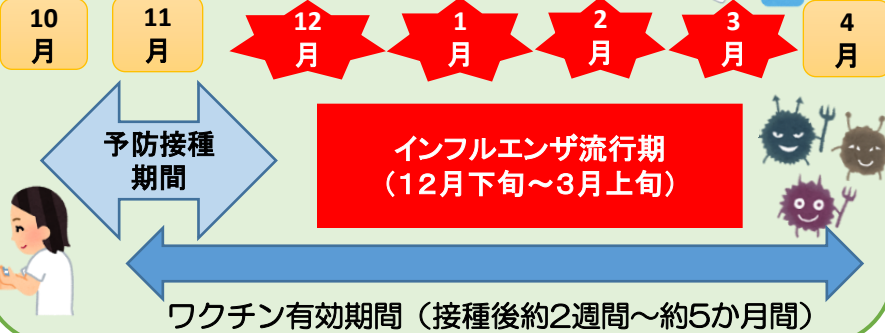 10
月
11
月
12
月
1
月
2
月
3
月
4
月
予防接種
期間
インフルエンザ流行期
（１２月下旬～３月上旬）
ワクチン有効期間（接種後約２週間～約５か月間）